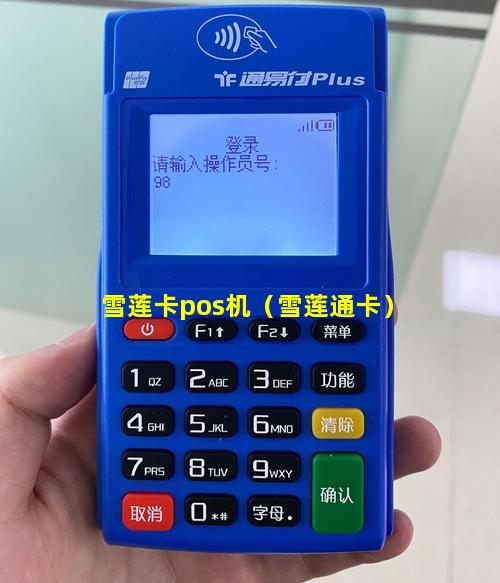 通易付Plus
登录
请输入操作员号:
98
雪莲卡pos机（雪莲通卡）
F1↑ F2↓ 菜单
1 QZ 2 ABC 3 DEF 功能
4 GHI 5 JKL 6 MNO 清除
7 PRS 8 TUV 9 WXY
确认
取消 0 *# 字母.